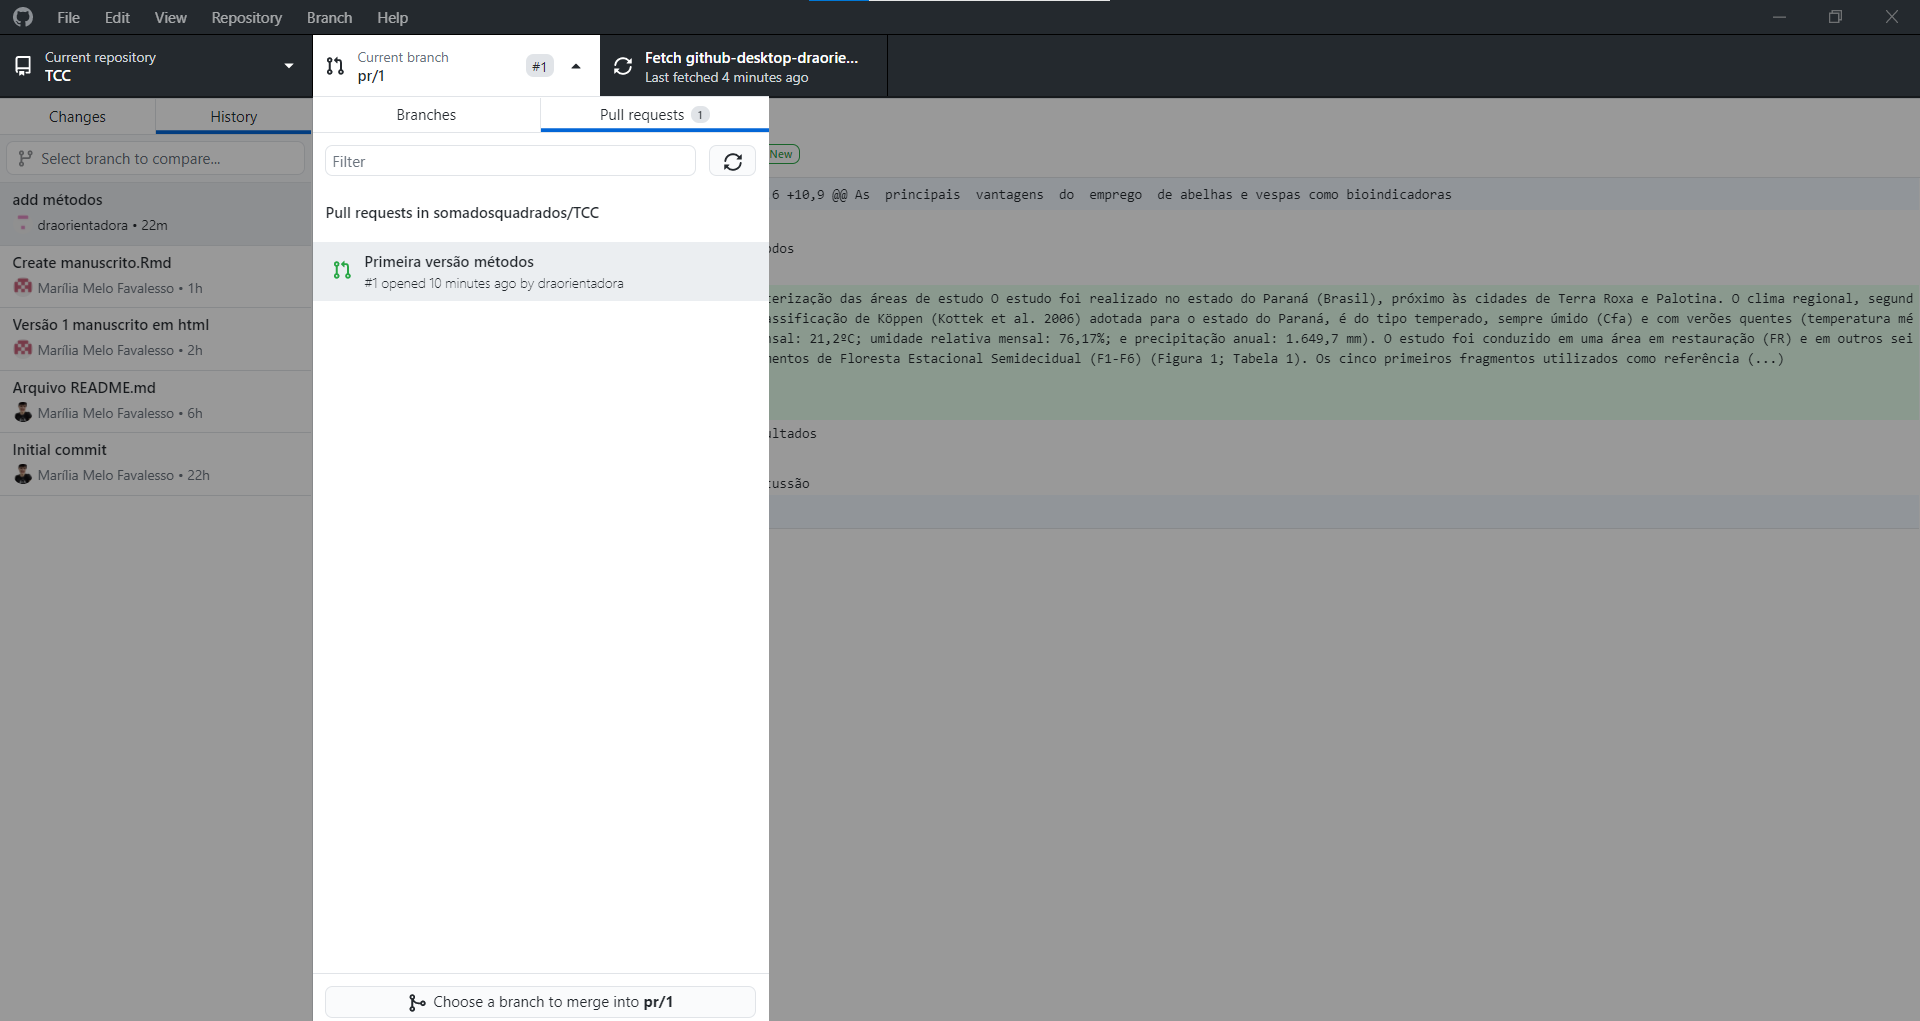 File Edit View Repository Branch Help
Current repository
TCC
Current branch
pr/1
#1
Fetch github-desktop-draorie...
Last fetched 4 minutes ago
Changes History
Select branch to compare...
add métodos
draorientadora • 22m
Create manuscrito.Rmd
Marília Melo Favalesso • 1h
Versão 1 manuscrito em html
Marília Melo Favalesso • 2h
Arquivo README.md
Marília Melo Favalesso • 6h
Initial commit
Marília Melo Favalesso • 22h
Branches Pull requests 1
Filter
Pull requests in somadosquadrados/TCC
Primeira versão métodos
#1 opened 10 minutes ago by draorientadora
Choose a branch to merge into pr/1
New
6 +10,9 @@ As principais vantagens do emprego de abelhas e vespas como bioindicadoras
odos
terização das áreas de estudo O estudo foi realizado no estado do Paraná (Brasil), próximo às cidades de Terra Roxa e Palotina. O clima regional, segund
assificação de Köppen (Kottek et al. 2006) adotada para o estado do Paraná, é do tipo temperado, sempre úmido (Cfa) e com verões quentes (temperatura mé
nsal: 21,2ºC; umidade relativa mensal: 76,17%; e precipitação anual: 1.649,7 mm). O estudo foi conduzido em uma área em restauração (FR) e em outros sei
mentos de Floresta Estacional Semidecidual (F1-F6) (Figura 1; Tabela 1). Os cinco primeiros fragmentos utilizados como referência (...)
ultados
cussão